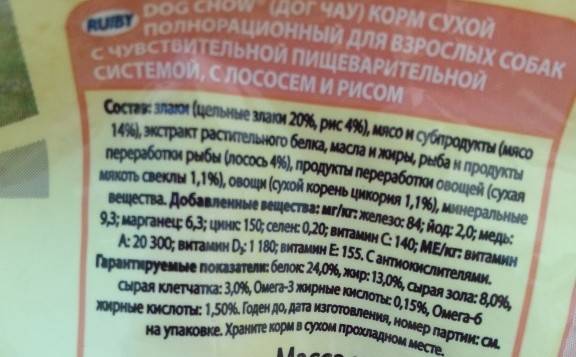 RU/BY DOG CHOW® (ДОГ ЧАУ) КОРМ СУХОЙ
ПОЛНОРАЦИОННЫЙ ДЛЯ ВЗРОСЛЫХ СОБАК
С ЧУВСТВИТЕЛЬНОЙ ПИЩЕВАРИТЕЛЬНОЙ
СИСТЕМОЙ, С ЛОСОСЕМ И РИСОМ
Состав: злаки (цельные злаки 20%, рис 4%), мясо и субпродукты (мясо
14%), экстракт растительного белка, масла и жиры, рыба и продукты
переработки рыбы (лосось 4%), продукты переработки овощей (сухая
мякоть свеклы 1,1%), овощи (сухой корень цикория 1,1%), минеральные
вещества. Добавленные вещества: мг/кг: железо: 84; йод: 2,0; медь:
9,3; марганец: 6,3; цинк: 150; селен: 0,20; витамин C: 140; МЕ/кг: витамин
A: 20 300; витамин D₃: 1 180; витамин E: 155. С антиокислителями.
Гарантируемые показатели: белок: 24,0%, жир: 13,0%, сырая зола: 8,0%,
сырая клетчатка: 3,0%, Омега-3 жирные кислоты: 0,15%, Омега-6
жирные кислоты: 1,50%. Годен до, дата изготовления, номер партии: см.
на упаковке. Храните корм в сухом прохладном месте.
Масса